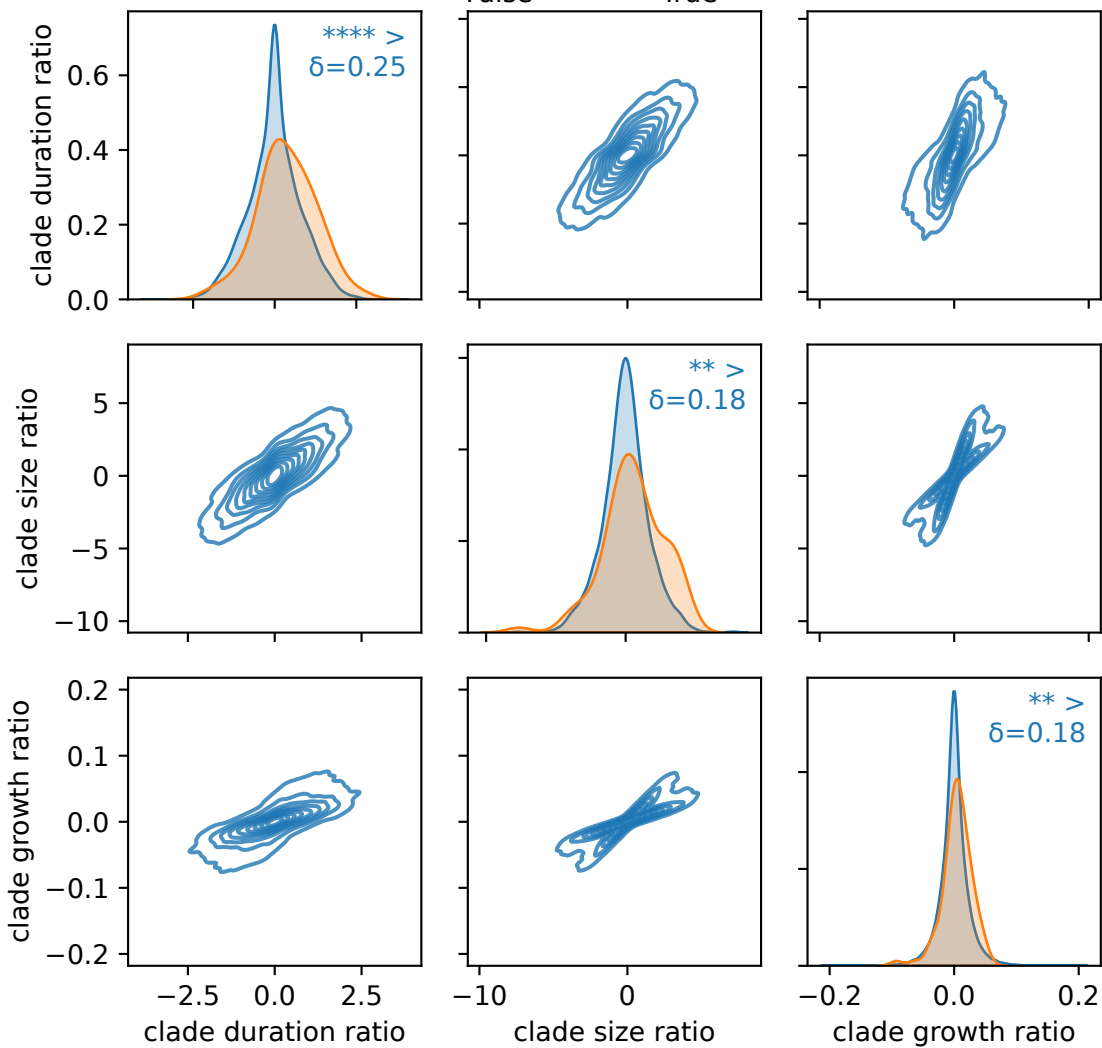 clade duration ratio
0.6
0.4
0.2
0.0
**** >
δ=0.25
clade size ratio
5
0
−5
−10
** >
δ=0.18
clade growth ratio
0.2
0.1
0.0
−0.1
−0.2
** >
δ=0.18
−2.5 0.0 2.5
clade duration ratio
−10 0
clade size ratio
−0.2 0.0 0.2
clade growth ratio